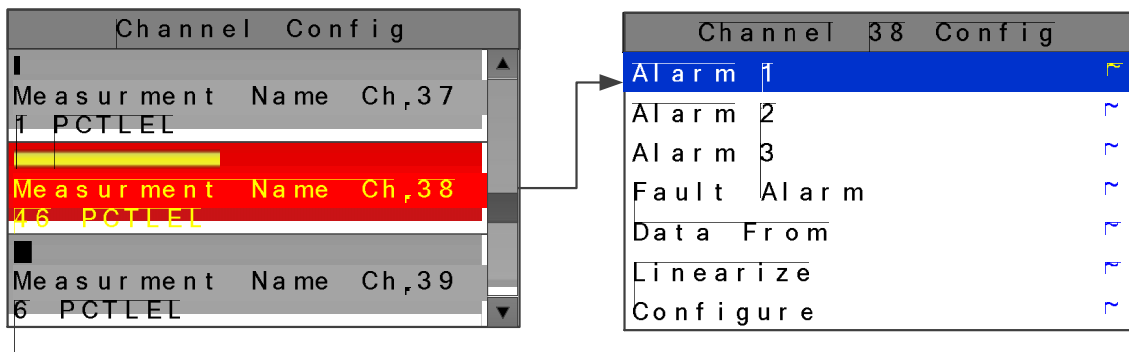 Channel Config
Measurment Name Ch.37
1 PCTLEL
Measurment Name Ch.38
46 PCTLEL
Measurment Name Ch.39
6 PCTLEL
Channel 38 Config
Alarm 1 ~
Alarm 2 ~
Alarm 3 ~
Fault Alarm ~
Data From ~
Linearize ~
Configure ~